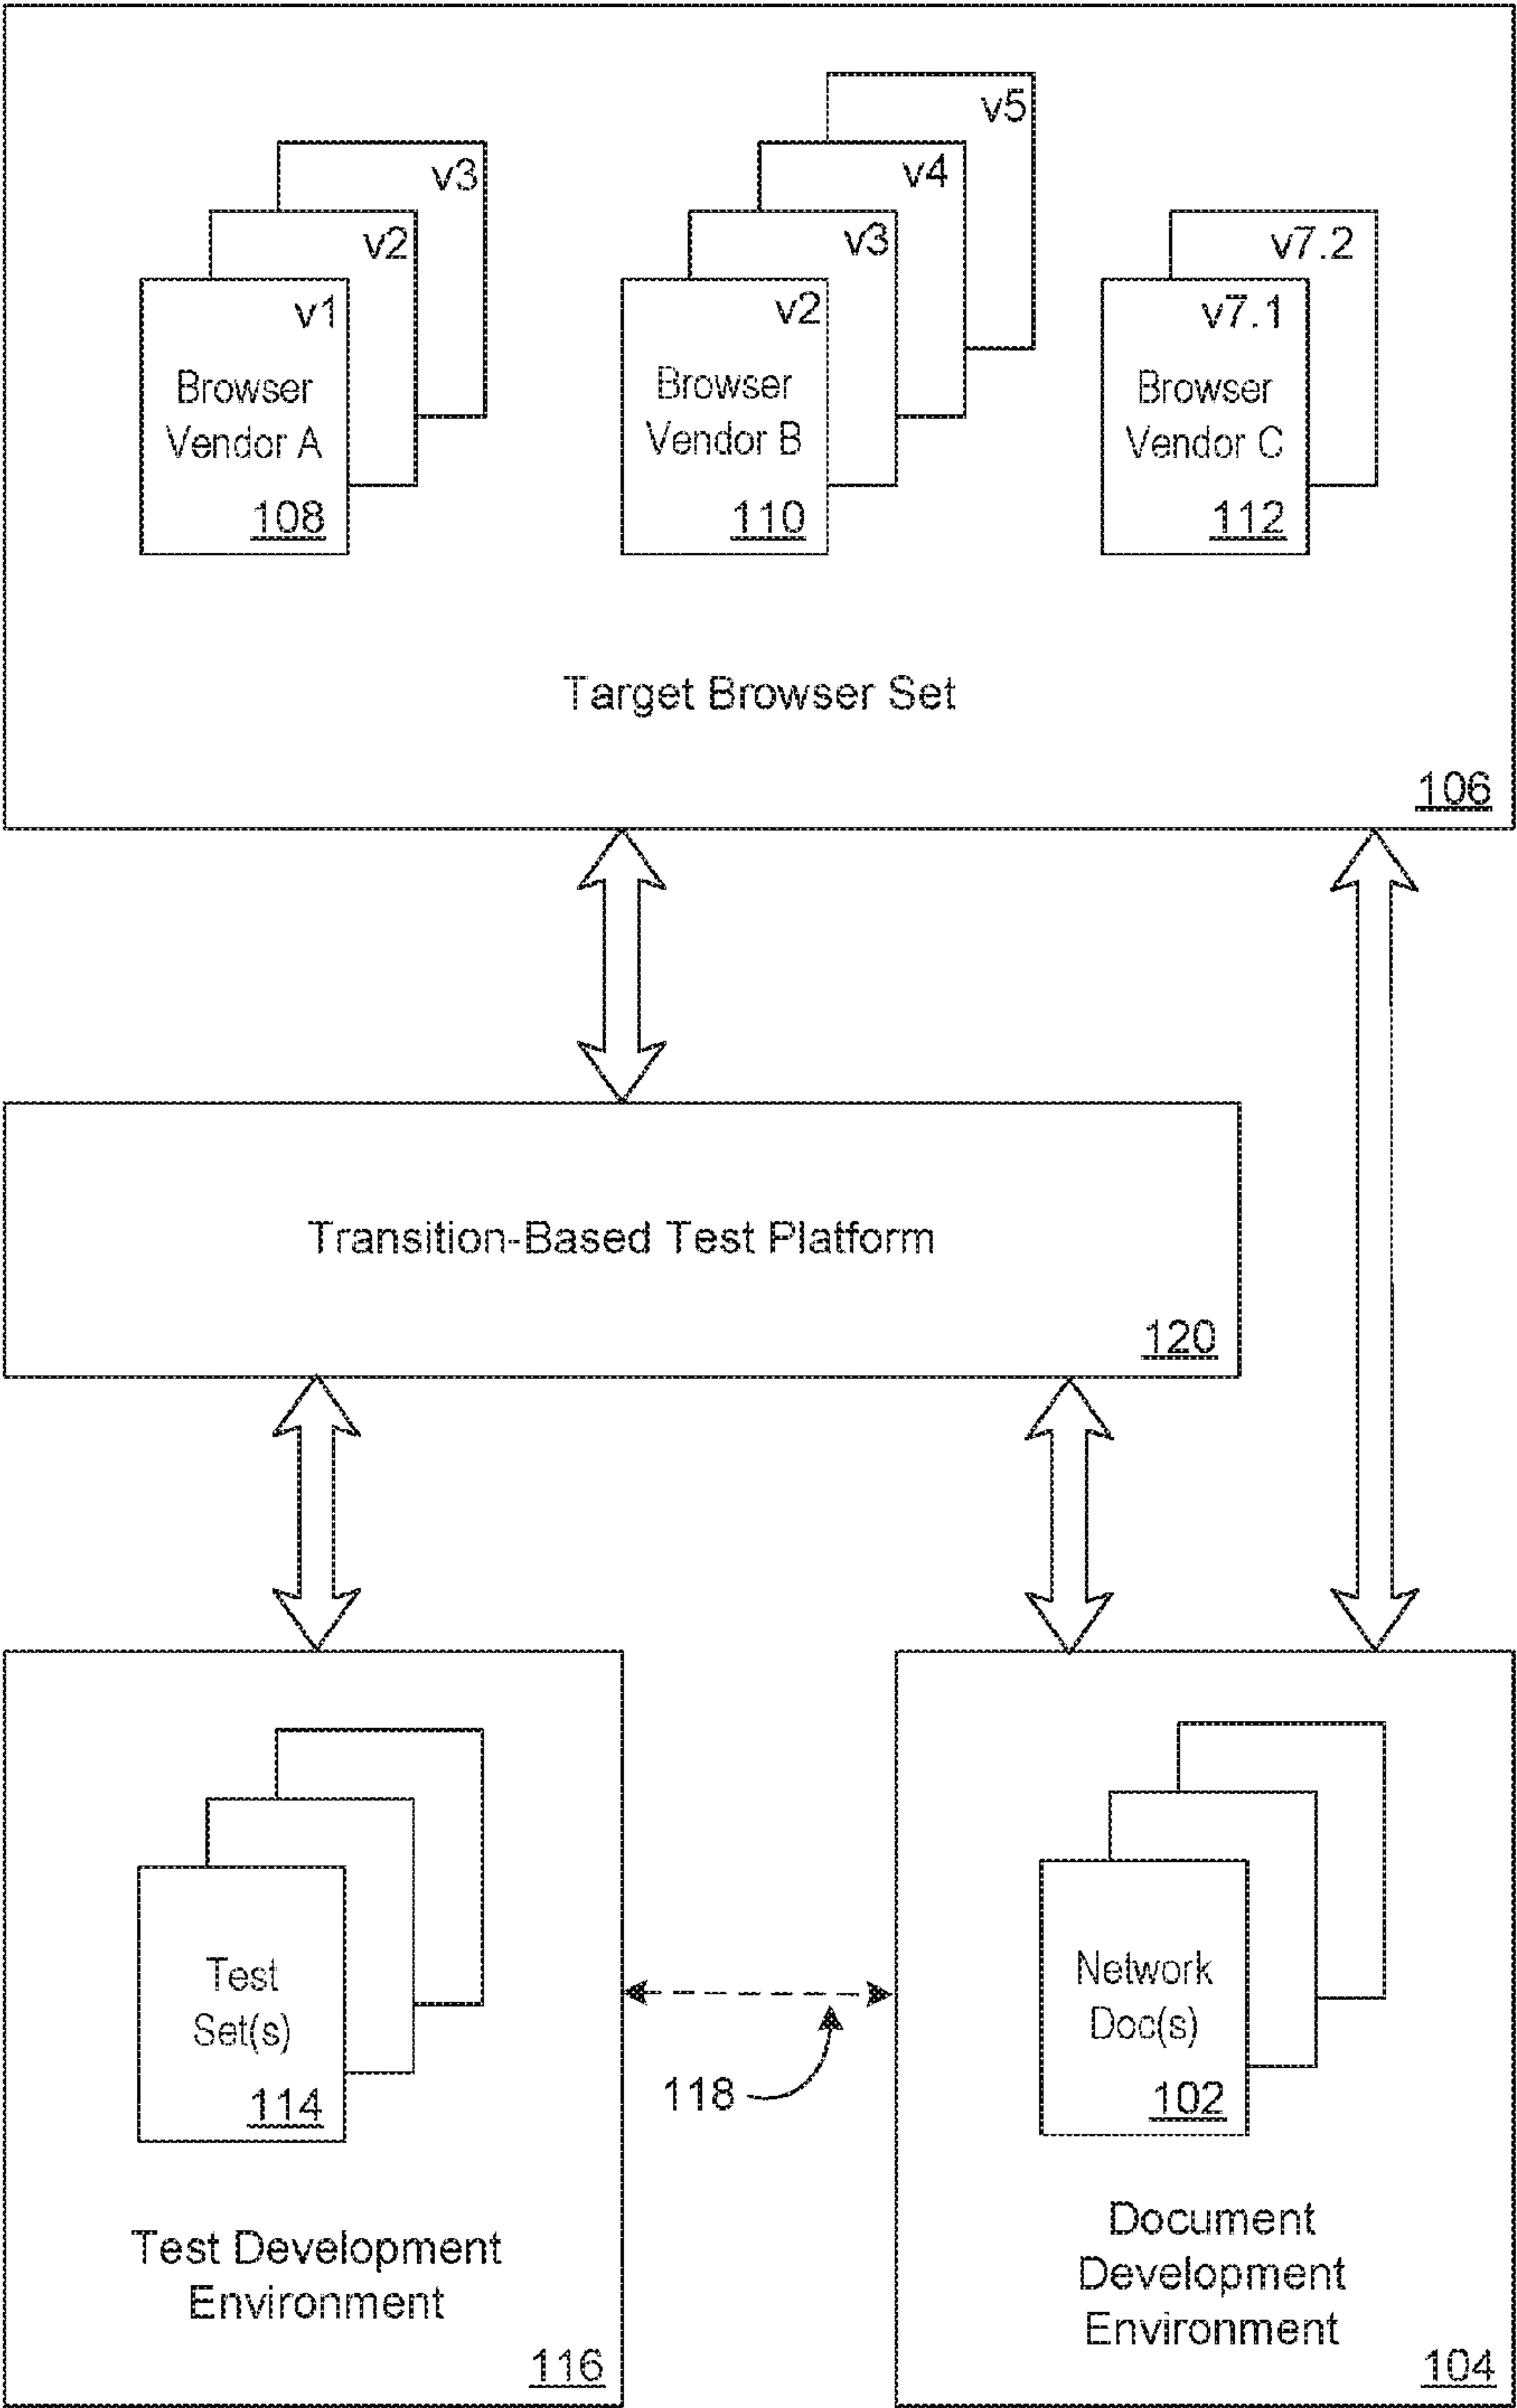 v3
v2
v1
Browser
Vendor A
108
v5
v4
v3
v2
Browser
Vendor B
110
v7.2
v7.1
Browser
Vendor C
112
Target Browser Set
106
Transition-Based Test Platform
120
Test
Set(s)
114
Test Development
Environment
116
118
Network
Doc(s)
102
Document
Development
Environment
104